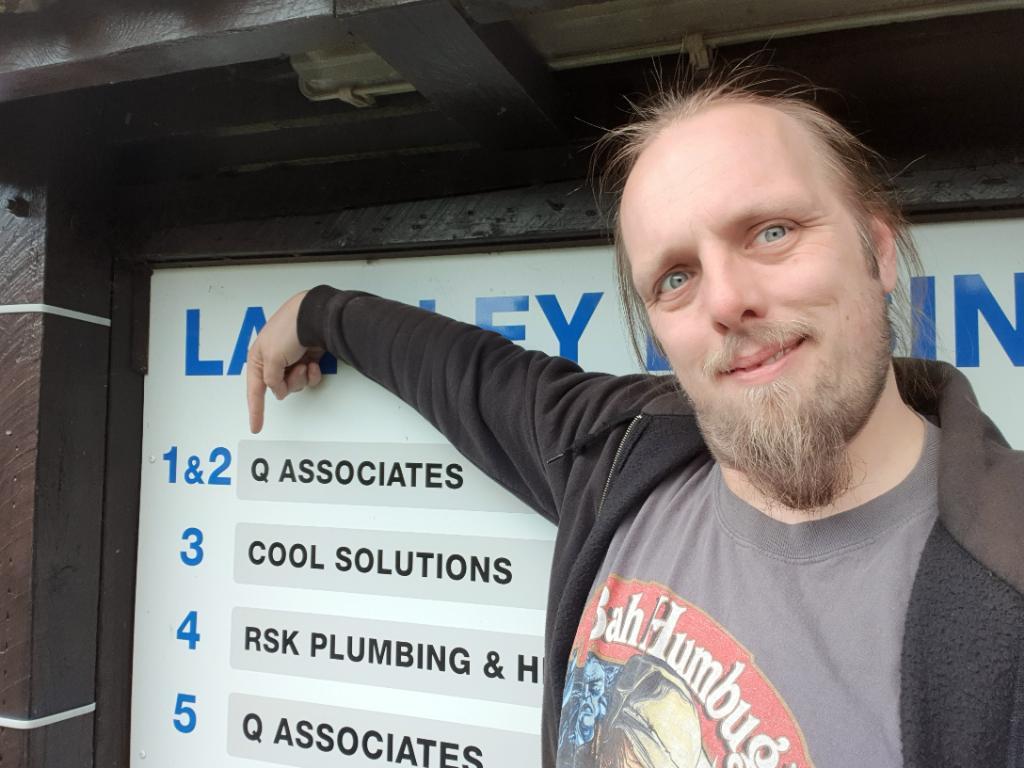 1&2 Q ASSOCIATES
3 COOL SOLUTIONS
4 RSK PLUMBING &
5 Q ASSOCIATES
Bah Humbug